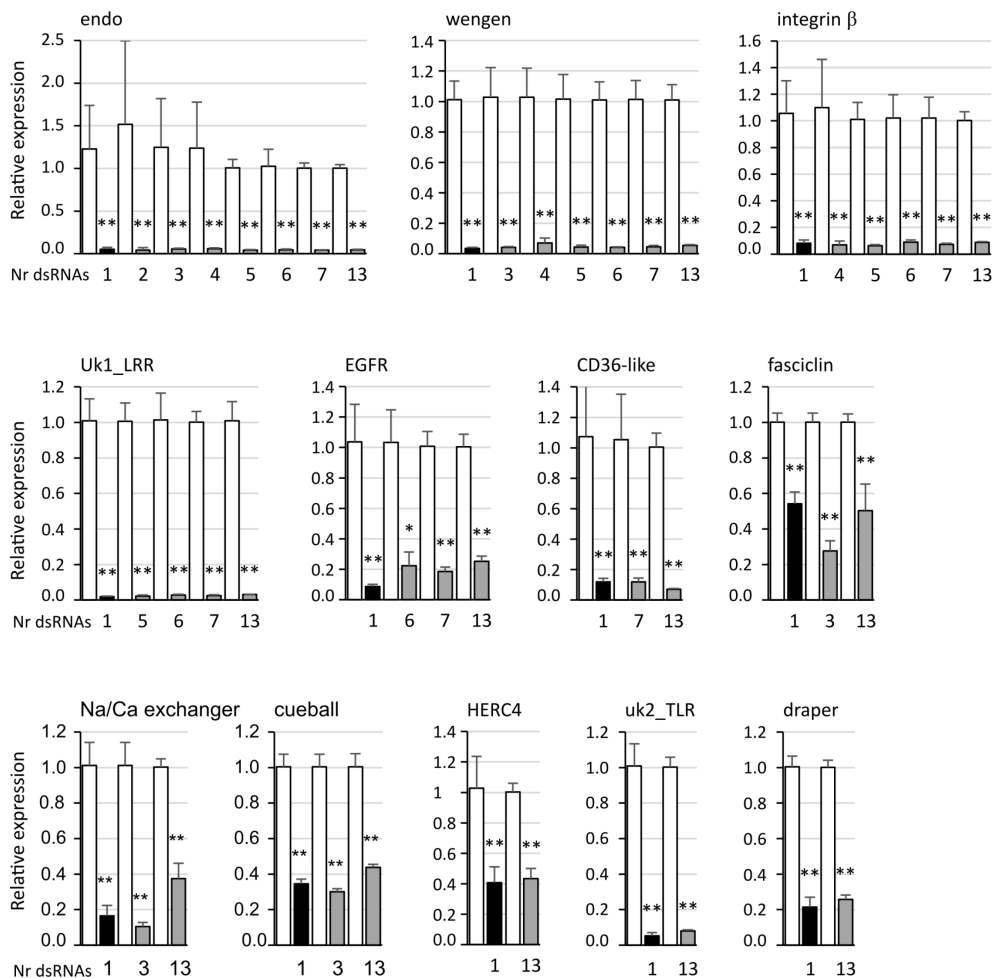 endo wengen integrin β
Relative expression
2.5 2.0 1.5 1.0 0.5 0.0
** ** ** ** ** ** ** **
Nr dsRNAs 1 2 3 4 5 6 7 13
1.4 1.2 1.0 0.8 0.6 0.4 0.2 0.0
** ** ** ** ** ** **
1 3 4 5 6 7 13
1.6 1.4 1.2 1.0 0.8 0.6 0.4 0.2 0.0
** ** ** ** ** **
1 4 5 6 7 13
Uk1_LRR EGFR CD36-like fasciclin
Relative expression
1.4 1.2 1.0 0.8 0.6 0.4 0.2 0.0
** ** ** ** **
Nr dsRNAs 1 5 6 7 13
1.4 1.2 1.0 0.8 0.6 0.4 0.2 0.0
** * ** **
1 6 7 13
1.4 1.2 1.0 0.8 0.6 0.4 0.2 0.0
** ** **
1 7 13
1.2 1.0 0.8 0.6 0.4 0.2 0.0
** ** **
1 3 13
Na/Ca exchanger cueball HERC4 uk2_TLR draper
Relative expression
1.2 1.0 0.8 0.6 0.4 0.2 0.0
** ** **
Nr dsRNAs 1 3 13
1.2 1.0 0.8 0.6 0.4 0.2 0.0
** ** **
1 3 13
1.4 1.2 1 0.8 0.6 0.4 0.2 0.0
** **
1 13
1.2 1.0 0.8 0.6 0.4 0.2 0.0
** **
1 13
1.2 1.0 0.8 0.6 0.4 0.2 0.0
** **
1 13